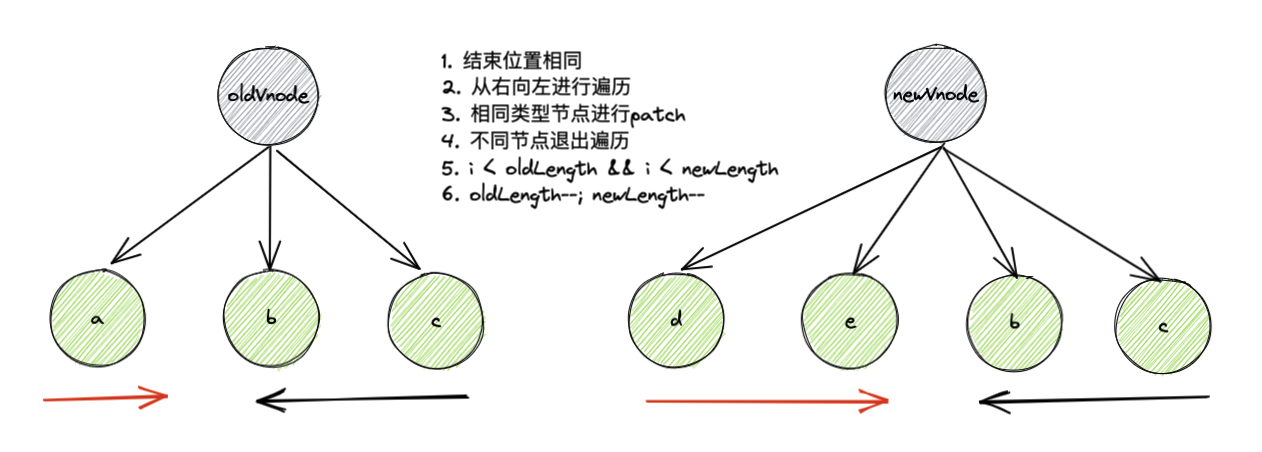 oldVnode
1. 结束位置相同
2. 从右向左进行遍历
3. 相同类型节点进行patch
4. 不同节点退出遍历
5. i < oldLength && i < newLength
6. oldLength--; newLength--
newVnode
a
b
c
d
e
b
c